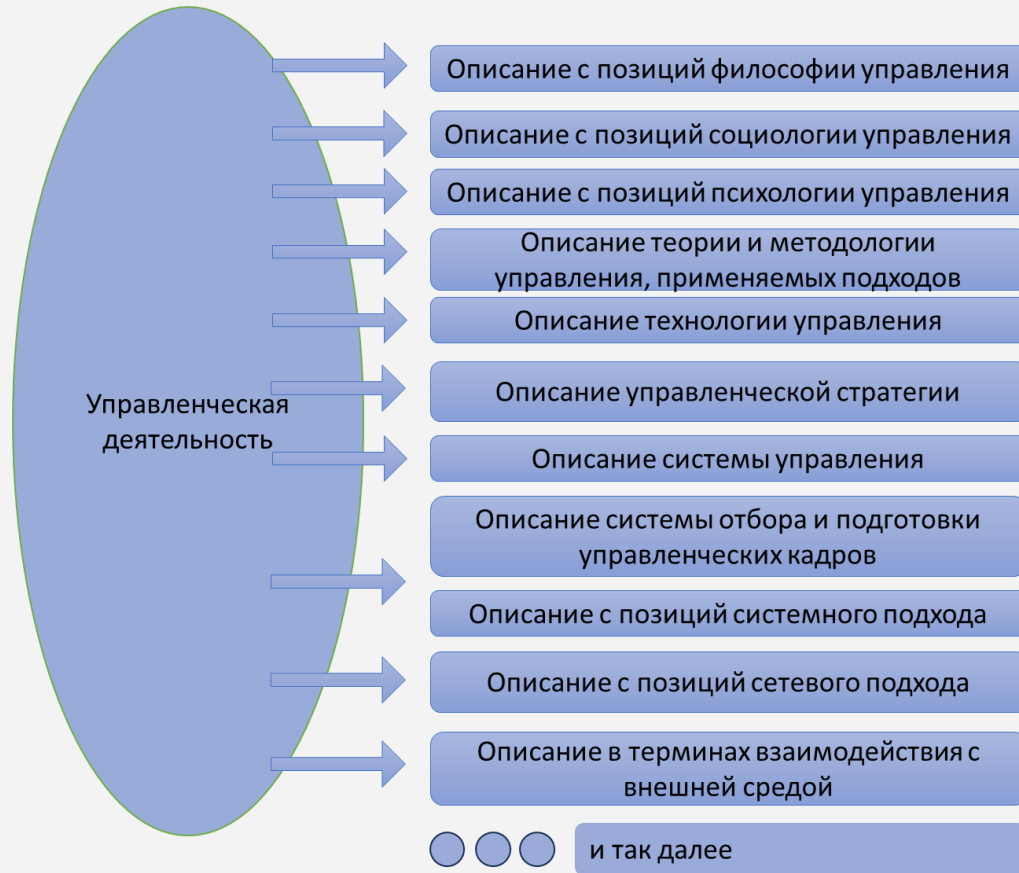 Описание с позиций философии управления
Описание с позиций социологии управления
Описание с позиций психологии управления
Описание теории и методологии
управления, применяемых подходов
Описание технологии управления
Описание управленческой стратегии
Управленческая
деятельность
Описание системы управления
Описание системы отбора и подготовки
управленческих кадров
Описание с позиций системного подхода
Описание с позиций сетевого подхода
Описание в терминах взаимодействия с
внешней средой
и так далее